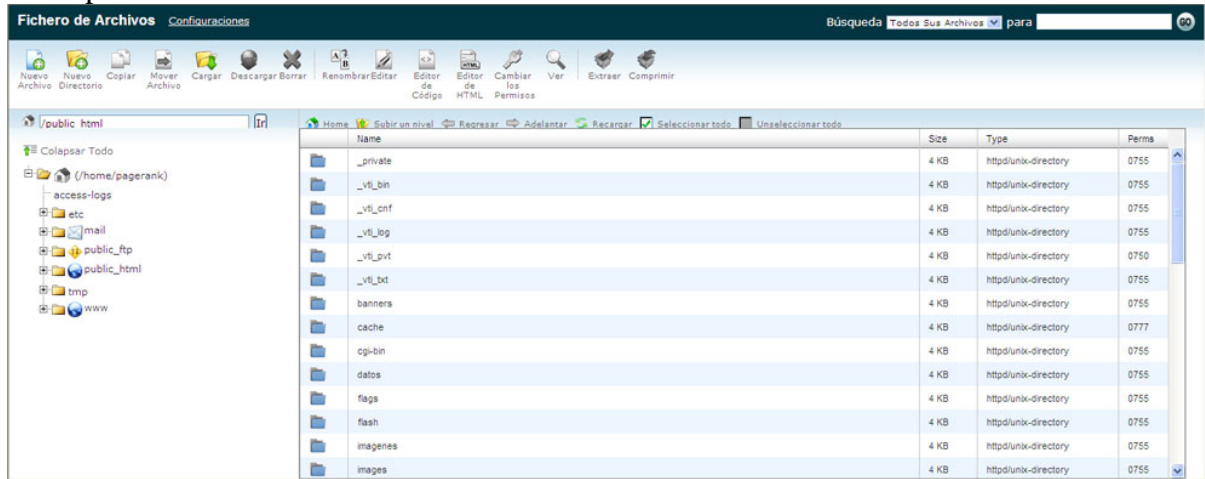 Fichero de Archivos Configuraciones Búsqueda Todos Sus Archivos para GO
Nuevo Archivo Nuevo Directorio Copiar Mover Archivo Cargar Descargar Borrar Renombrar Editar Editor de Código Editor de HTML Cambiar los Permisos Ver Extraer Comprimir
/public_html Ir Home Subir un nivel Regresar Adelantar Recargar Seleccionar todo Unseleccionar todo
Colapsar Todo
(/home/pagerank)
access-logs
etc
mail
public_ftp
public_html
tmp
www
Name Size Type Perms
_private 4 KB httpd/unix-directory 0755
_vti_bin 4 KB httpd/unix-directory 0755
_vti_cnf 4 KB httpd/unix-directory 0755
_vti_log 4 KB httpd/unix-directory 0755
_vti_pvt 4 KB httpd/unix-directory 0750
_vti_txt 4 KB httpd/unix-directory 0755
banners 4 KB httpd/unix-directory 0755
cache 4 KB httpd/unix-directory 0777
cgi-bin 4 KB httpd/unix-directory 0755
datos 4 KB httpd/unix-directory 0755
flags 4 KB httpd/unix-directory 0755
flash 4 KB httpd/unix-directory 0755
imagenes 4 KB httpd/unix-directory 0755
images 4 KB httpd/unix-directory 0755